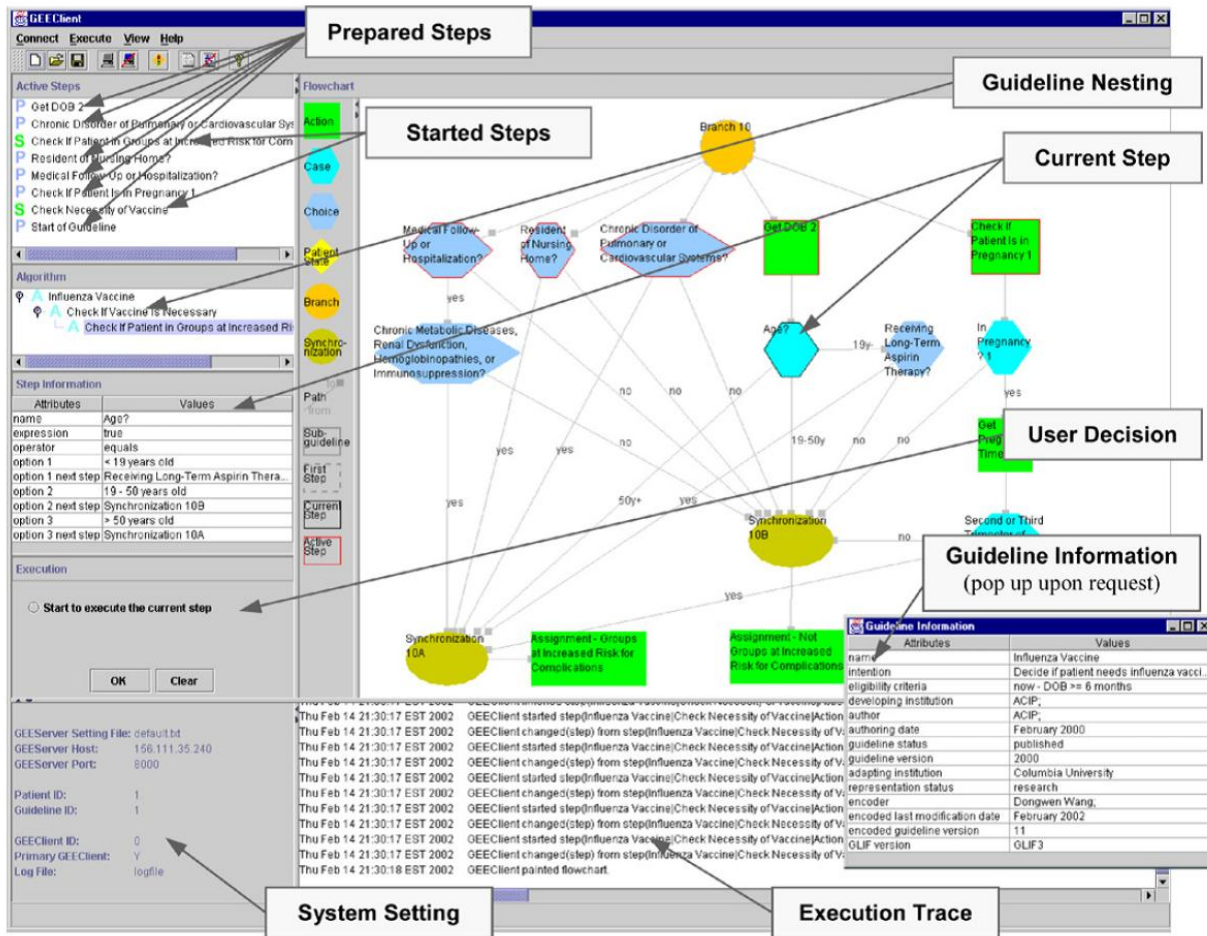 GEEClient
Connect Execute View Help
Prepared Steps
Guideline Nesting
Started Steps
Current Step
User Decision
Guideline Information
(pop up upon request)
System Setting
Execution Trace
Active Steps
P Get DOB 2
P Chronic Disorder of Pulmonary or Cardiovascular Sys
S Check If Patient in Groups at Increased Risk for Com
P Resident of Nursing Home?
P Medical Follow-Up or Hospitalization?
P Check If Patient Is in Pregnancy 1
S Check Necessity of Vaccine
P Start of Guideline
Algorithm
A Influenza Vaccine
A Check If Vaccine Is Necessary
A Check If Patient in Groups at Increased Ri
Step Information
Attributes Values
name Age?
expression true
operator equals
option 1 < 19 years old
option 1 next step Receiving Long-Term Aspirin Thera...
option 2 19 - 50 years old
option 2 next step Synchronization 10B
option 3 > 50 years old
option 3 next step Synchronization 10A
Execution
Start to execute the current step
OK Clear
GEEServer Setting File: default.txt
GEEServer Host: 156.111.35.240
GEEServer Port: 8000
Patient ID: 1
Guideline ID: 1
GEEClient ID: 0
Primary GEEClient: Y
Log File: logfile
Flowchart
Action
Case
Choice
Patient
State
Branch
Synchro-
nization
to
Path
from
Sub-
guideline
First
Step
Current
Step
Active
Step
Branch 10
Medical Follow-
Up or
Hospitalization?
Resident
of Nursing
Home?
Chronic Disorder of
Pulmonary or
Cardiovascular Systems?
Get DOB 2
Check If
Patient Is in
Pregnancy 1
yes
Chronic Metabolic Diseases,
Renal Dysfunction,
Hemoglobinopathies, or
Immunosuppression?
Age?
19y-
Receiving
Long-Term
Aspirin
Therapy?
In
Pregnancy
? 1
no
no
no
yes
yes
yes
no
19-50y
no
no
Get
Time
yes
50y+
yes
Synchronization
10B
no
Second or Third
Trimester of
yes
Synchronization
10A
Assignment - Groups
at Increased Risk for
Complications
Assignment - Not
Groups at Increased
Risk for Complications
Guideline Information
Attributes Values
name Influenza Vaccine
intention Decide if patient needs influenza vacci...
eligibility criteria now - DOB >= 6 months
developing institution ACIP;
author ACIP;
authoring date February 2000
guideline status published
guideline version 2000
adapting institution Columbia University
representation status research
encoder Dongwen Wang;
encoded last modification date February 2002
encoded guideline version 11
GLIF version GLIF3
Thu Feb 14 21:30:17 EST 2002 GEEClient started step(Influenza Vaccine|Check Necessity of Vaccine|Action
Thu Feb 14 21:30:17 EST 2002 GEEClient changed(step) from step(Influenza Vaccine|Check Necessity of Va
Thu Feb 14 21:30:17 EST 2002 GEEClient started step(Influenza Vaccine|Check Necessity of Vaccine|Action
Thu Feb 14 21:30:17 EST 2002 GEEClient changed(step) from step(Influenza Vaccine|Check Necessity of Va
Thu Feb 14 21:30:17 EST 2002 GEEClient started step(Influenza Vaccine|Check Necessity of Vaccine|Action
Thu Feb 14 21:30:17 EST 2002 GEEClient changed(step) from step(Influenza Vaccine|Check Necessity of Va
Thu Feb 14 21:30:17 EST 2002 GEEClient started step(Influenza Vaccine|Check Necessity of Vaccine|Action
Thu Feb 14 21:30:17 EST 2002 GEEClient changed(step) from step(Influenza Vaccine|Check Necessity of Va
Thu Feb 14 21:30:17 EST 2002 GEEClient started step(Influenza Vaccine|Check Necessity of Vaccine|Action
Thu Feb 14 21:30:17 EST 2002 GEEClient changed(step) from step(Influenza Vaccine|Check Necessity of Va
Thu Feb 14 21:30:18 EST 2002 GEEClient painted flowchart.